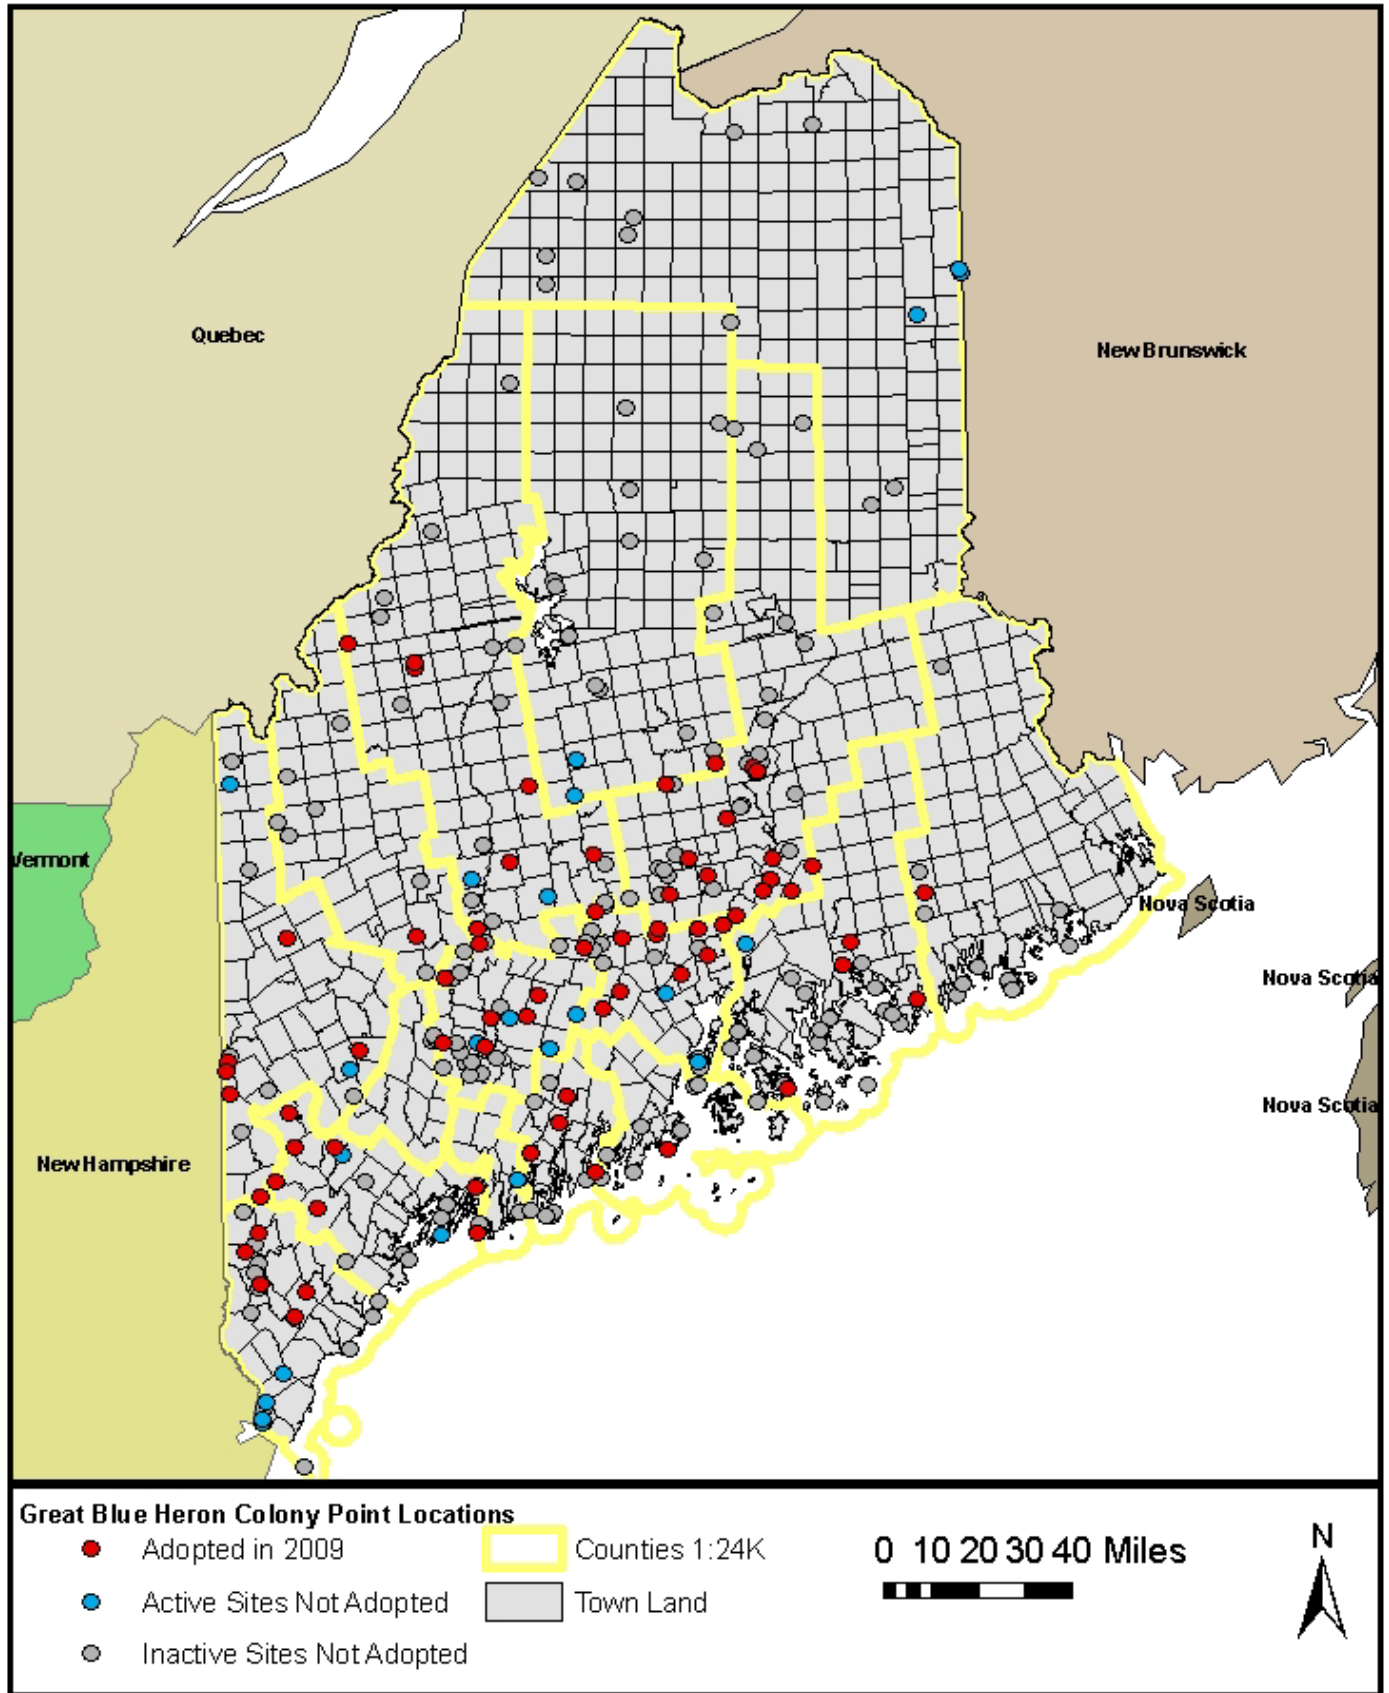 Quebec
New Brunswick
Vermont
Nova Scotia
Nova Scotia
Nova Scotia
New Hampshire
Great Blue Heron Colony Point Locations
Adopted in 2009
Counties 1:24K
0 10 20 30 40 Miles
N
Active Sites Not Adopted
Town Land
Inactive Sites Not Adopted